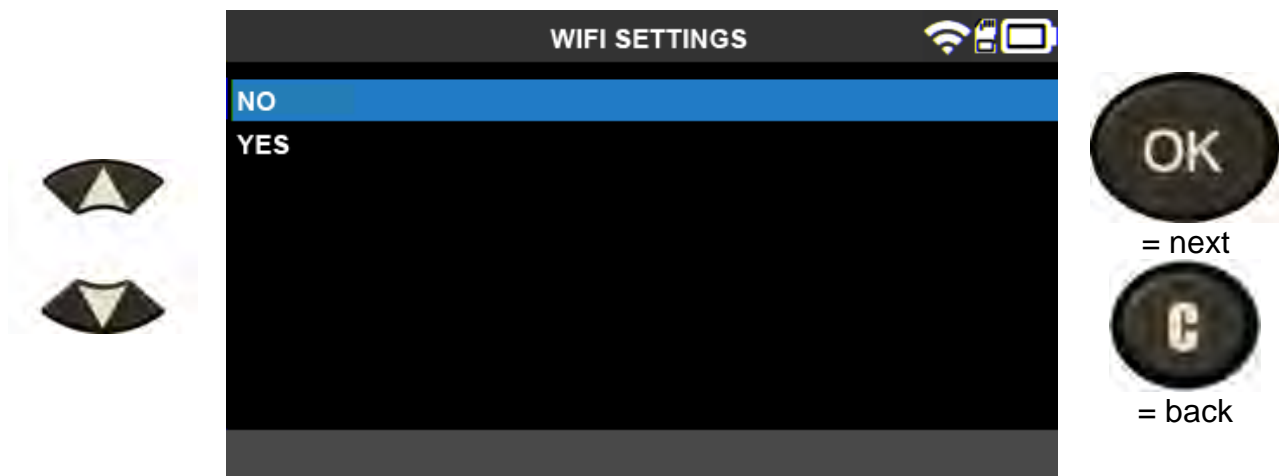 WIFI SETTINGS
NO
YES
OK
= next
C
= back